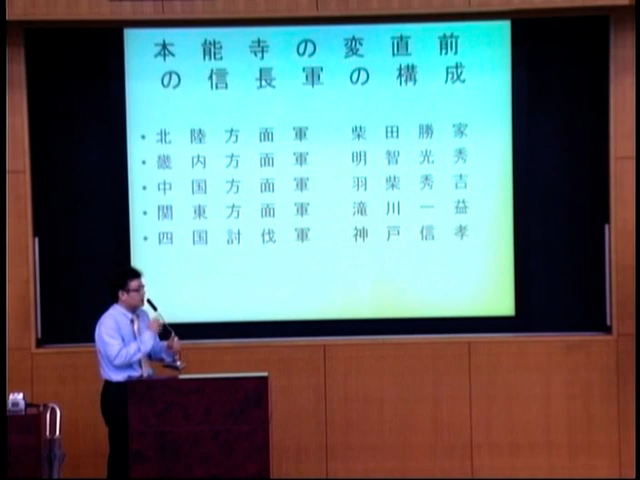 本能寺の変直前
の信長軍の構成
・北陸方面軍 柴田勝家
・畿内方面軍 明智光秀
・中国方面軍 羽柴秀吉
・関東方面軍 滝川一益
・四国討伐軍 神戸信孝